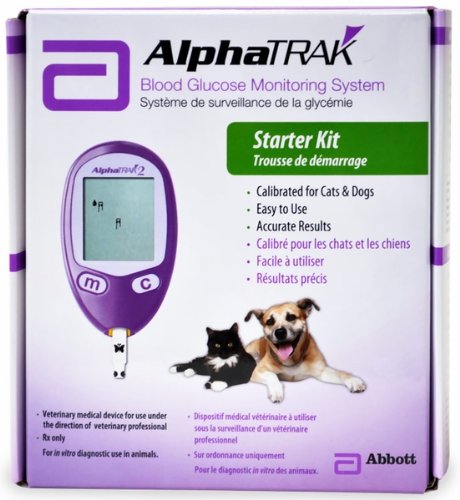 AlphaTRAK
Blood Glucose Monitoring System
Système de surveillance de la glycémie
Starter Kit
Trousse de démarrage
• Calibrated for Cats & Dogs
• Easy to Use
• Accurate Results
• Calibré pour les chats et les chiens
• Facile à utiliser
• Résultats précis
AlphaTRAK2
m
c
• Veterinary medical device for use under
the direction of veterinary professional
• Rx only
For in vitro diagnostic use in animals.
• Dispositif médical vétérinaire à utiliser
sous la surveillance d'un vétérinaire
professionnel
• Sur ordonnance uniquement
Pour le diagnostic in vitro des animaux.
Abbott